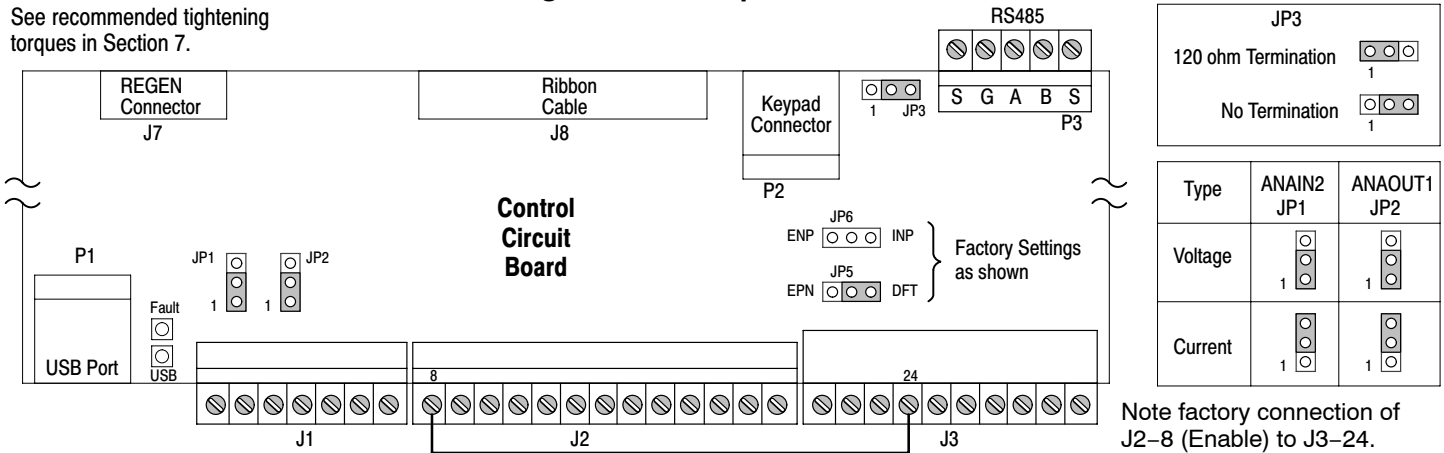 See recommended tightening
torques in Section 7.
RS485
REGEN
Connector
J7
Ribbon
Cable
J8
Keypad
Connector
P2
1 JP3
S G A B S
P3
JP3
120 ohm Termination
1
No Termination
1
Control
Circuit
Board
JP6
ENP INP
JP5
EPN DFT
Factory Settings
as shown
P1
USB Port
Fault
USB
JP1
1
JP2
1
Type ANAIN2 ANAOUT1
JP1 JP2
Voltage
1 1
Current
1 1
8
24
J1
J2
J3
Note factory connection of
J2–8 (Enable) to J3–24.